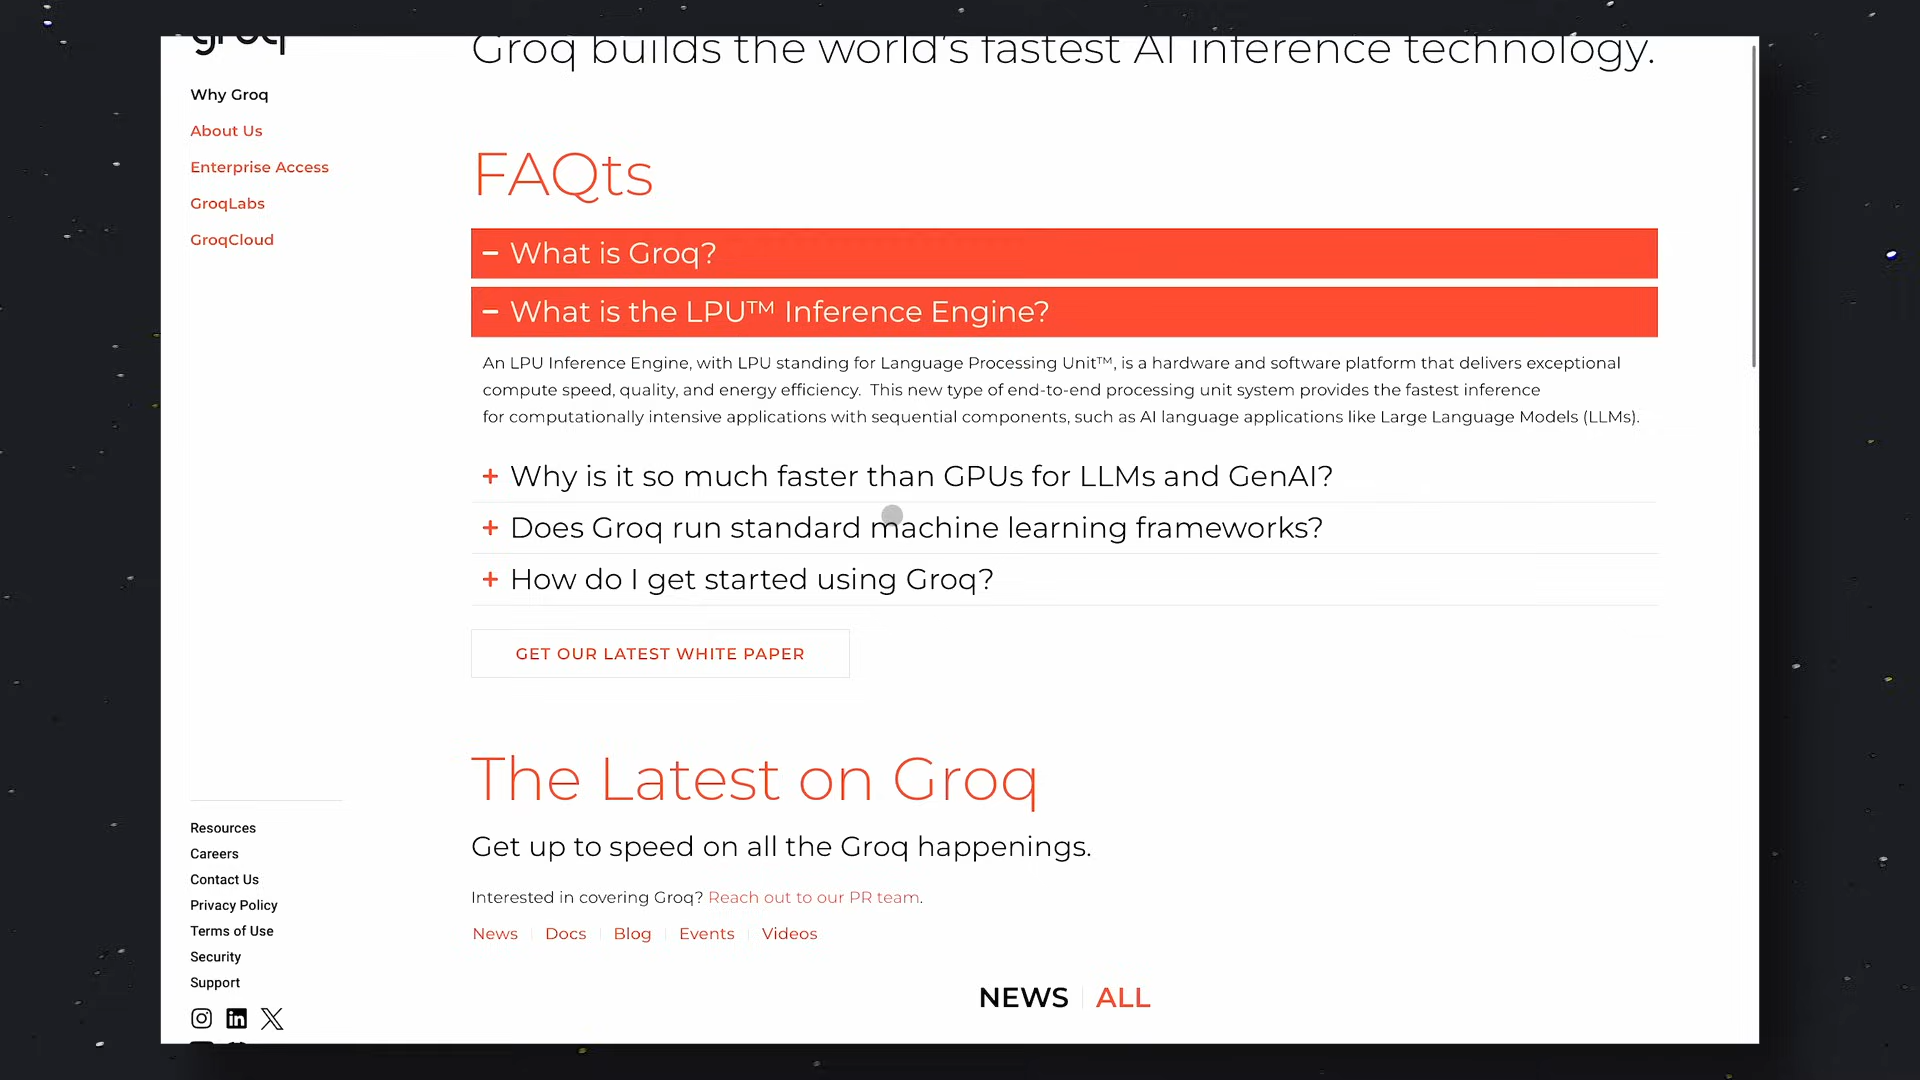 groq
Groq builds the world's fastest AI inference technology.
Why Groq
About Us
Enterprise Access
GroqLabs
GroqCloud
FAQts
– What is Groq?
– What is the LPU™ Inference Engine?
An LPU Inference Engine, with LPU standing for Language Processing Unit™, is a hardware and software platform that delivers exceptional
compute speed, quality, and energy efficiency. This new type of end-to-end processing unit system provides the fastest inference
for computationally intensive applications with sequential components, such as AI language applications like Large Language Models (LLMs).
+ Why is it so much faster than GPUs for LLMs and GenAI?
+ Does Groq run standard machine learning frameworks?
+ How do I get started using Groq?
GET OUR LATEST WHITE PAPER
The Latest on Groq
Get up to speed on all the Groq happenings.
Interested in covering Groq? Reach out to our PR team.
News | Docs | Blog | Events | Videos
NEWS | ALL
Resources
Careers
Contact Us
Privacy Policy
Terms of Use
Security
Support